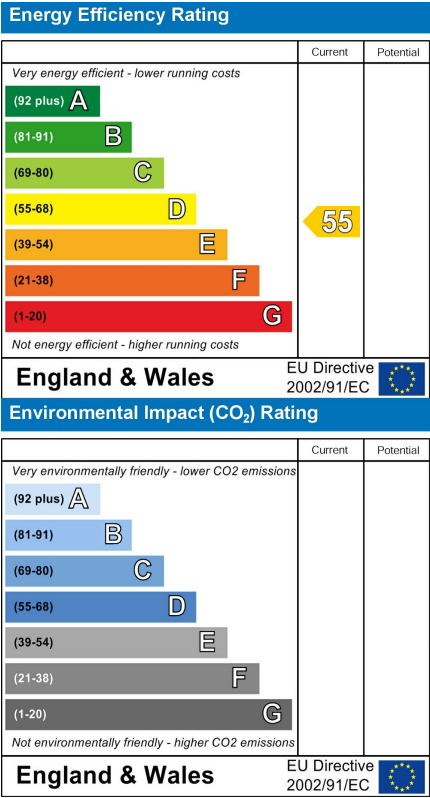 Energy Efficiency Rating
Current Potential
Very energy efficient - lower running costs
(92 plus) A
(81-91) B
(69-80) C
(55-68) D
55
(39-54) E
(21-38) F
(1-20) G
Not energy efficient - higher running costs
England & Wales
EU Directive
2002/91/EC
Environmental Impact (CO₂) Rating
Current Potential
Very environmentally friendly - lower CO2 emissions
(92 plus) A
(81-91) B
(69-80) C
(55-68) D
(39-54) E
(21-38) F
(1-20) G
Not environmentally friendly - higher CO2 emissions
England & Wales
EU Directive
2002/91/EC